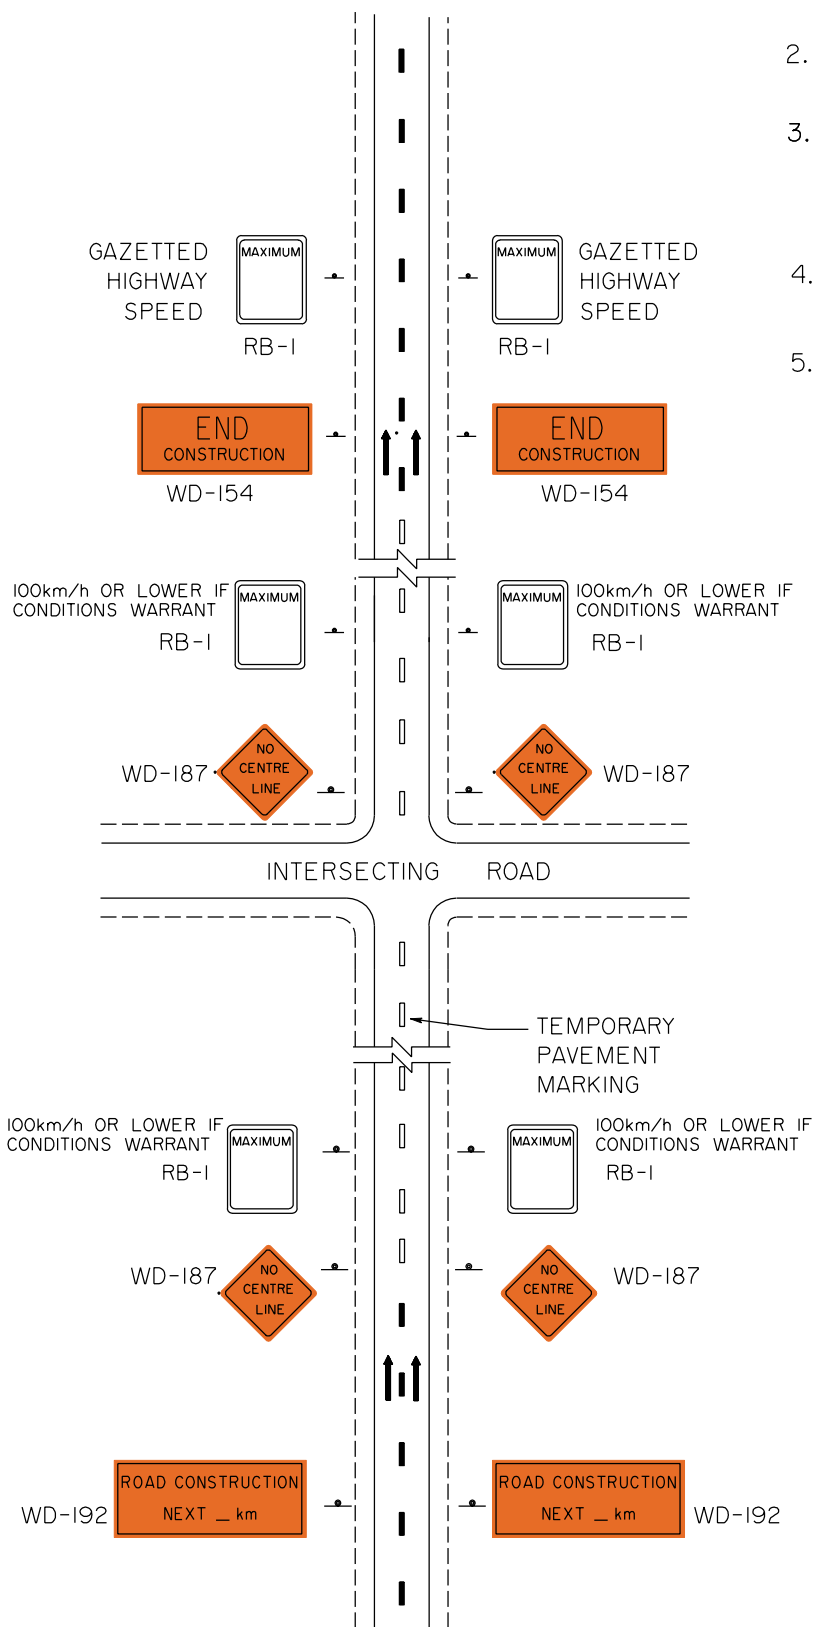 2.
3.
4.
5.
GAZETTED
HIGHWAY
SPEED
MAXIMUM
RB-1
MAXIMUM
RB-1
GAZETTED
HIGHWAY
SPEED
END
CONSTRUCTION
WD-154
END
CONSTRUCTION
WD-154
100km/h OR LOWER IF
CONDITIONS WARRANT
RB-1
MAXIMUM
MAXIMUM
100km/h OR LOWER IF
CONDITIONS WARRANT
RB-1
WD-187
NO
CENTRE
LINE
NO
CENTRE
LINE
WD-187
INTERSECTING ROAD
TEMPORARY
PAVEMENT
MARKING
100km/h OR LOWER IF
CONDITIONS WARRANT
RB-1
MAXIMUM
MAXIMUM
100km/h OR LOWER IF
CONDITIONS WARRANT
RB-1
WD-187
NO
CENTRE
LINE
NO
CENTRE
LINE
WD-187
WD-192
ROAD CONSTRUCTION
NEXT _ km
ROAD CONSTRUCTION
NEXT _ km
WD-192